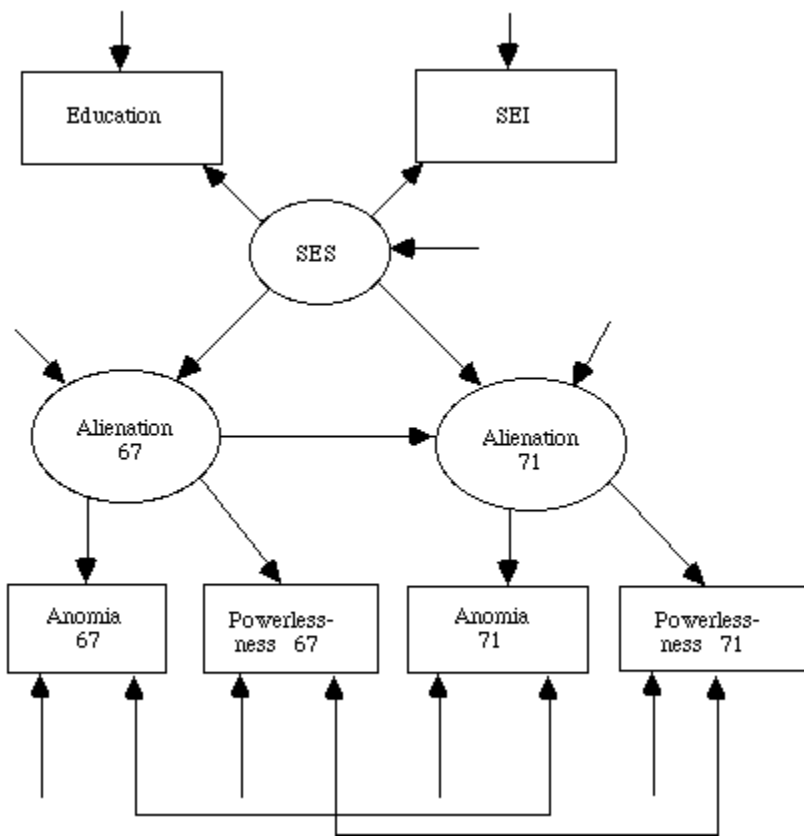 Education
SEI
SES
Alienation
67
Alienation
71
Anomia
67
Powerless-
ness 67
Anomia
71
Powerless-
ness 71